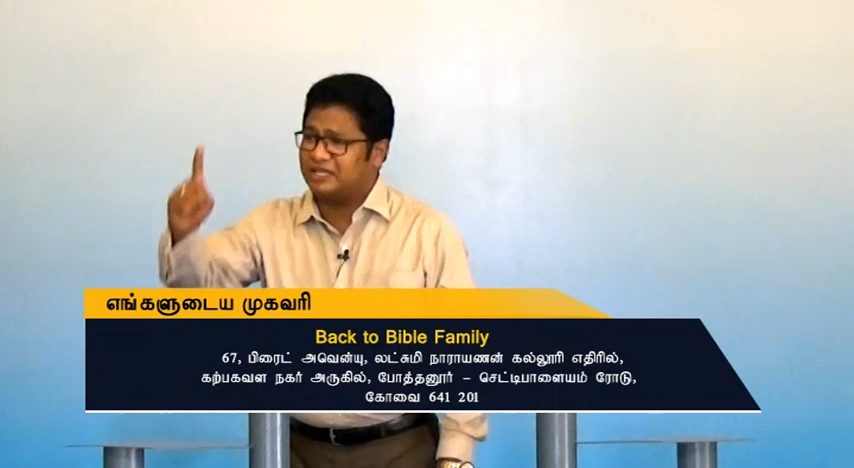 எங்களுடைய முகவரி
Back to Bible Family
67, பிரைட் அவென்யு, லட்சுமி நாராயணன் கல்லூரி எதிரில்,
கற்பகவள நகர் அருகில், போத்தனூர் – செட்டிபாளையம் ரோடு,
கோவை 641 201